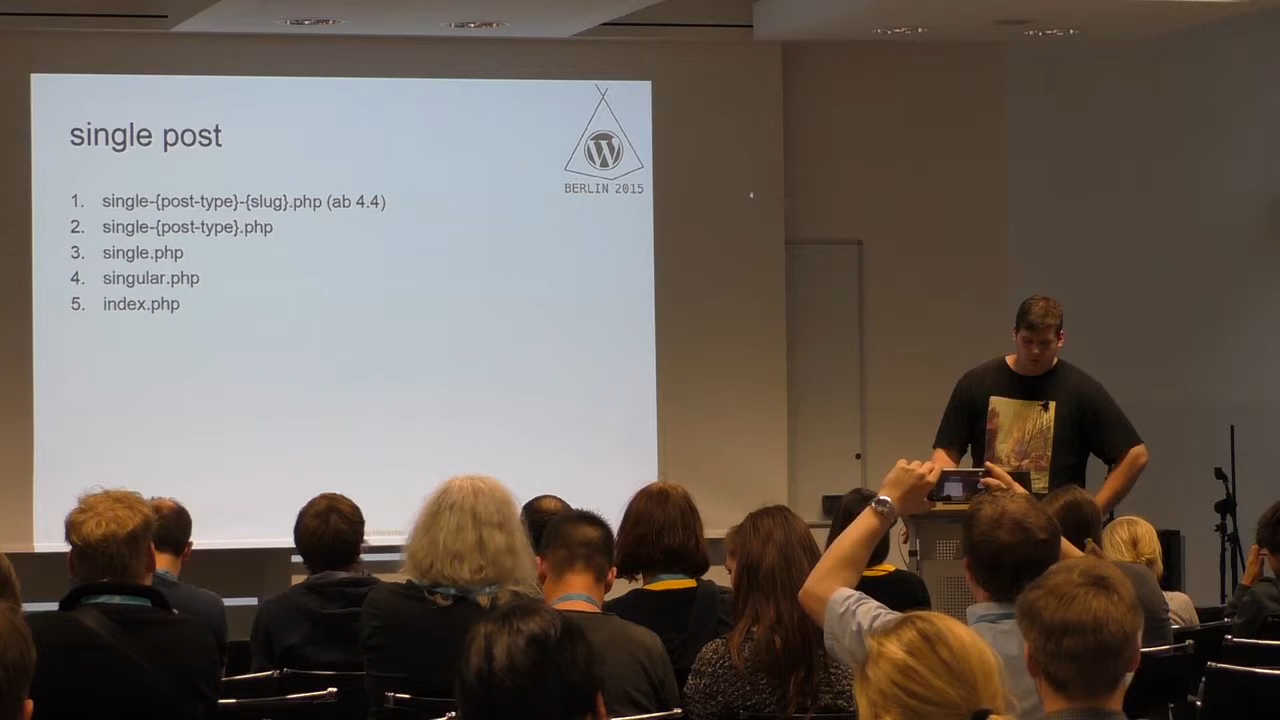 single post
BERLIN 2015
1. single-{post-type}-{slug}.php (ab 4.4)
2. single-{post-type}.php
3. single.php
4. singular.php
5. index.php